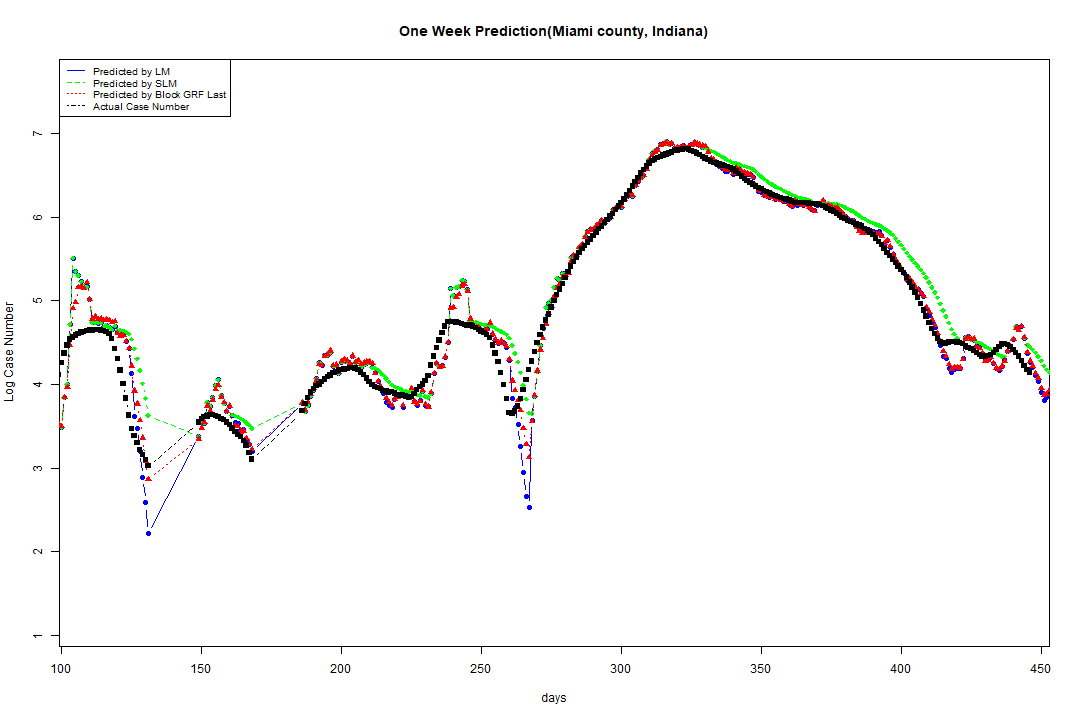 One Week Prediction(Miami county, Indiana)
Predicted by LM
Predicted by SLM
Predicted by Block GRF Last
Actual Case Number
7
6
5
4
3
2
1
Log Case Number
100 150 200 250 300 350 400 450
days